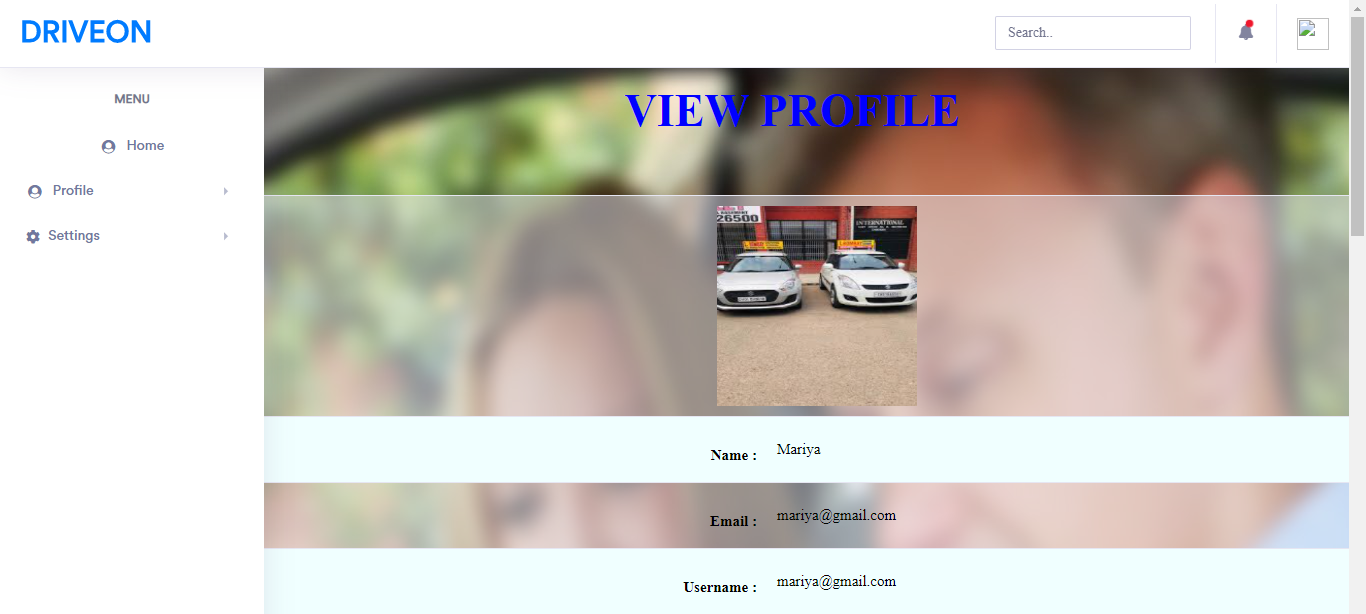 DRIVEON
Search..
MENU
Home
Profile
Settings
VIEW PROFILE
26500
INTERNATIONAL
Name : Mariya
Email : mariya@gmail.com
Username : mariya@gmail.com